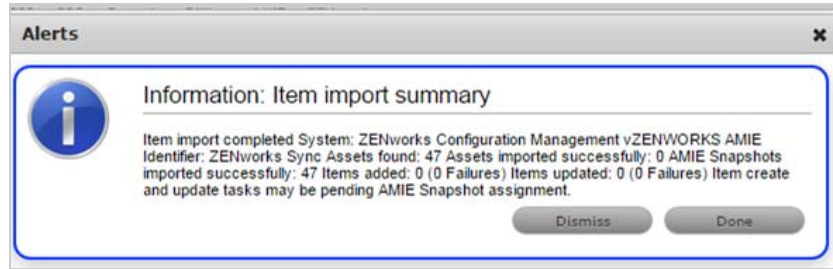 Alerts
Information: Item import summary
Item import completed System: ZENworks Configuration Management vZENWORKS AMIE
Identifier: ZENworks Sync Assets found: 47 Assets imported successfully: 0 AMIE Snapshots
imported successfully: 47 Items added: 0 (0 Failures) Items updated: 0 (0 Failures) Item create
and update tasks may be pending AMIE Snapshot assignment.
Dismiss Done